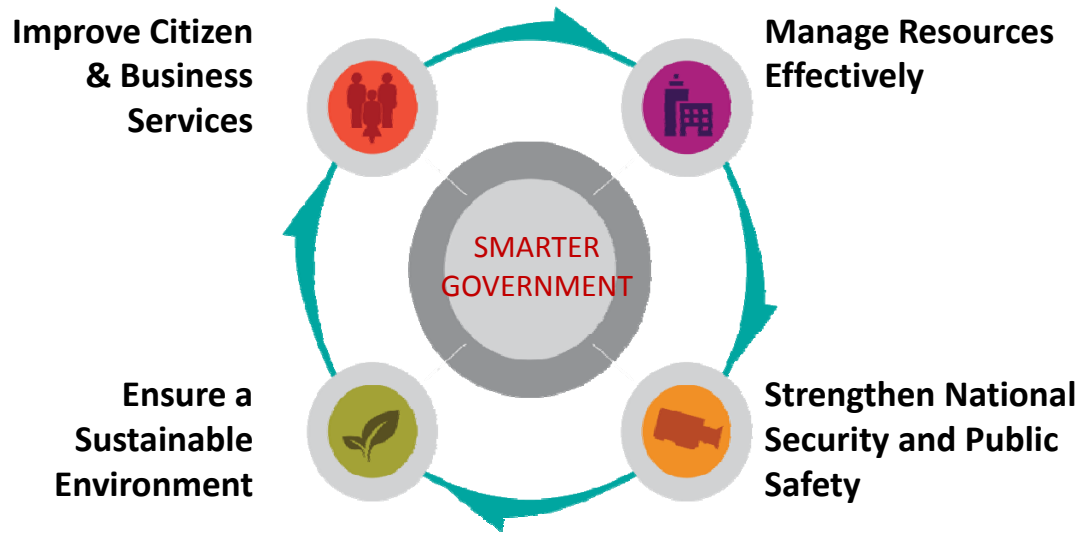 Improve Citizen
& Business
Services
Manage Resources
Effectively
SMARTER
GOVERNMENT
Ensure a
Sustainable
Environment
Strengthen National
Security and Public
Safety